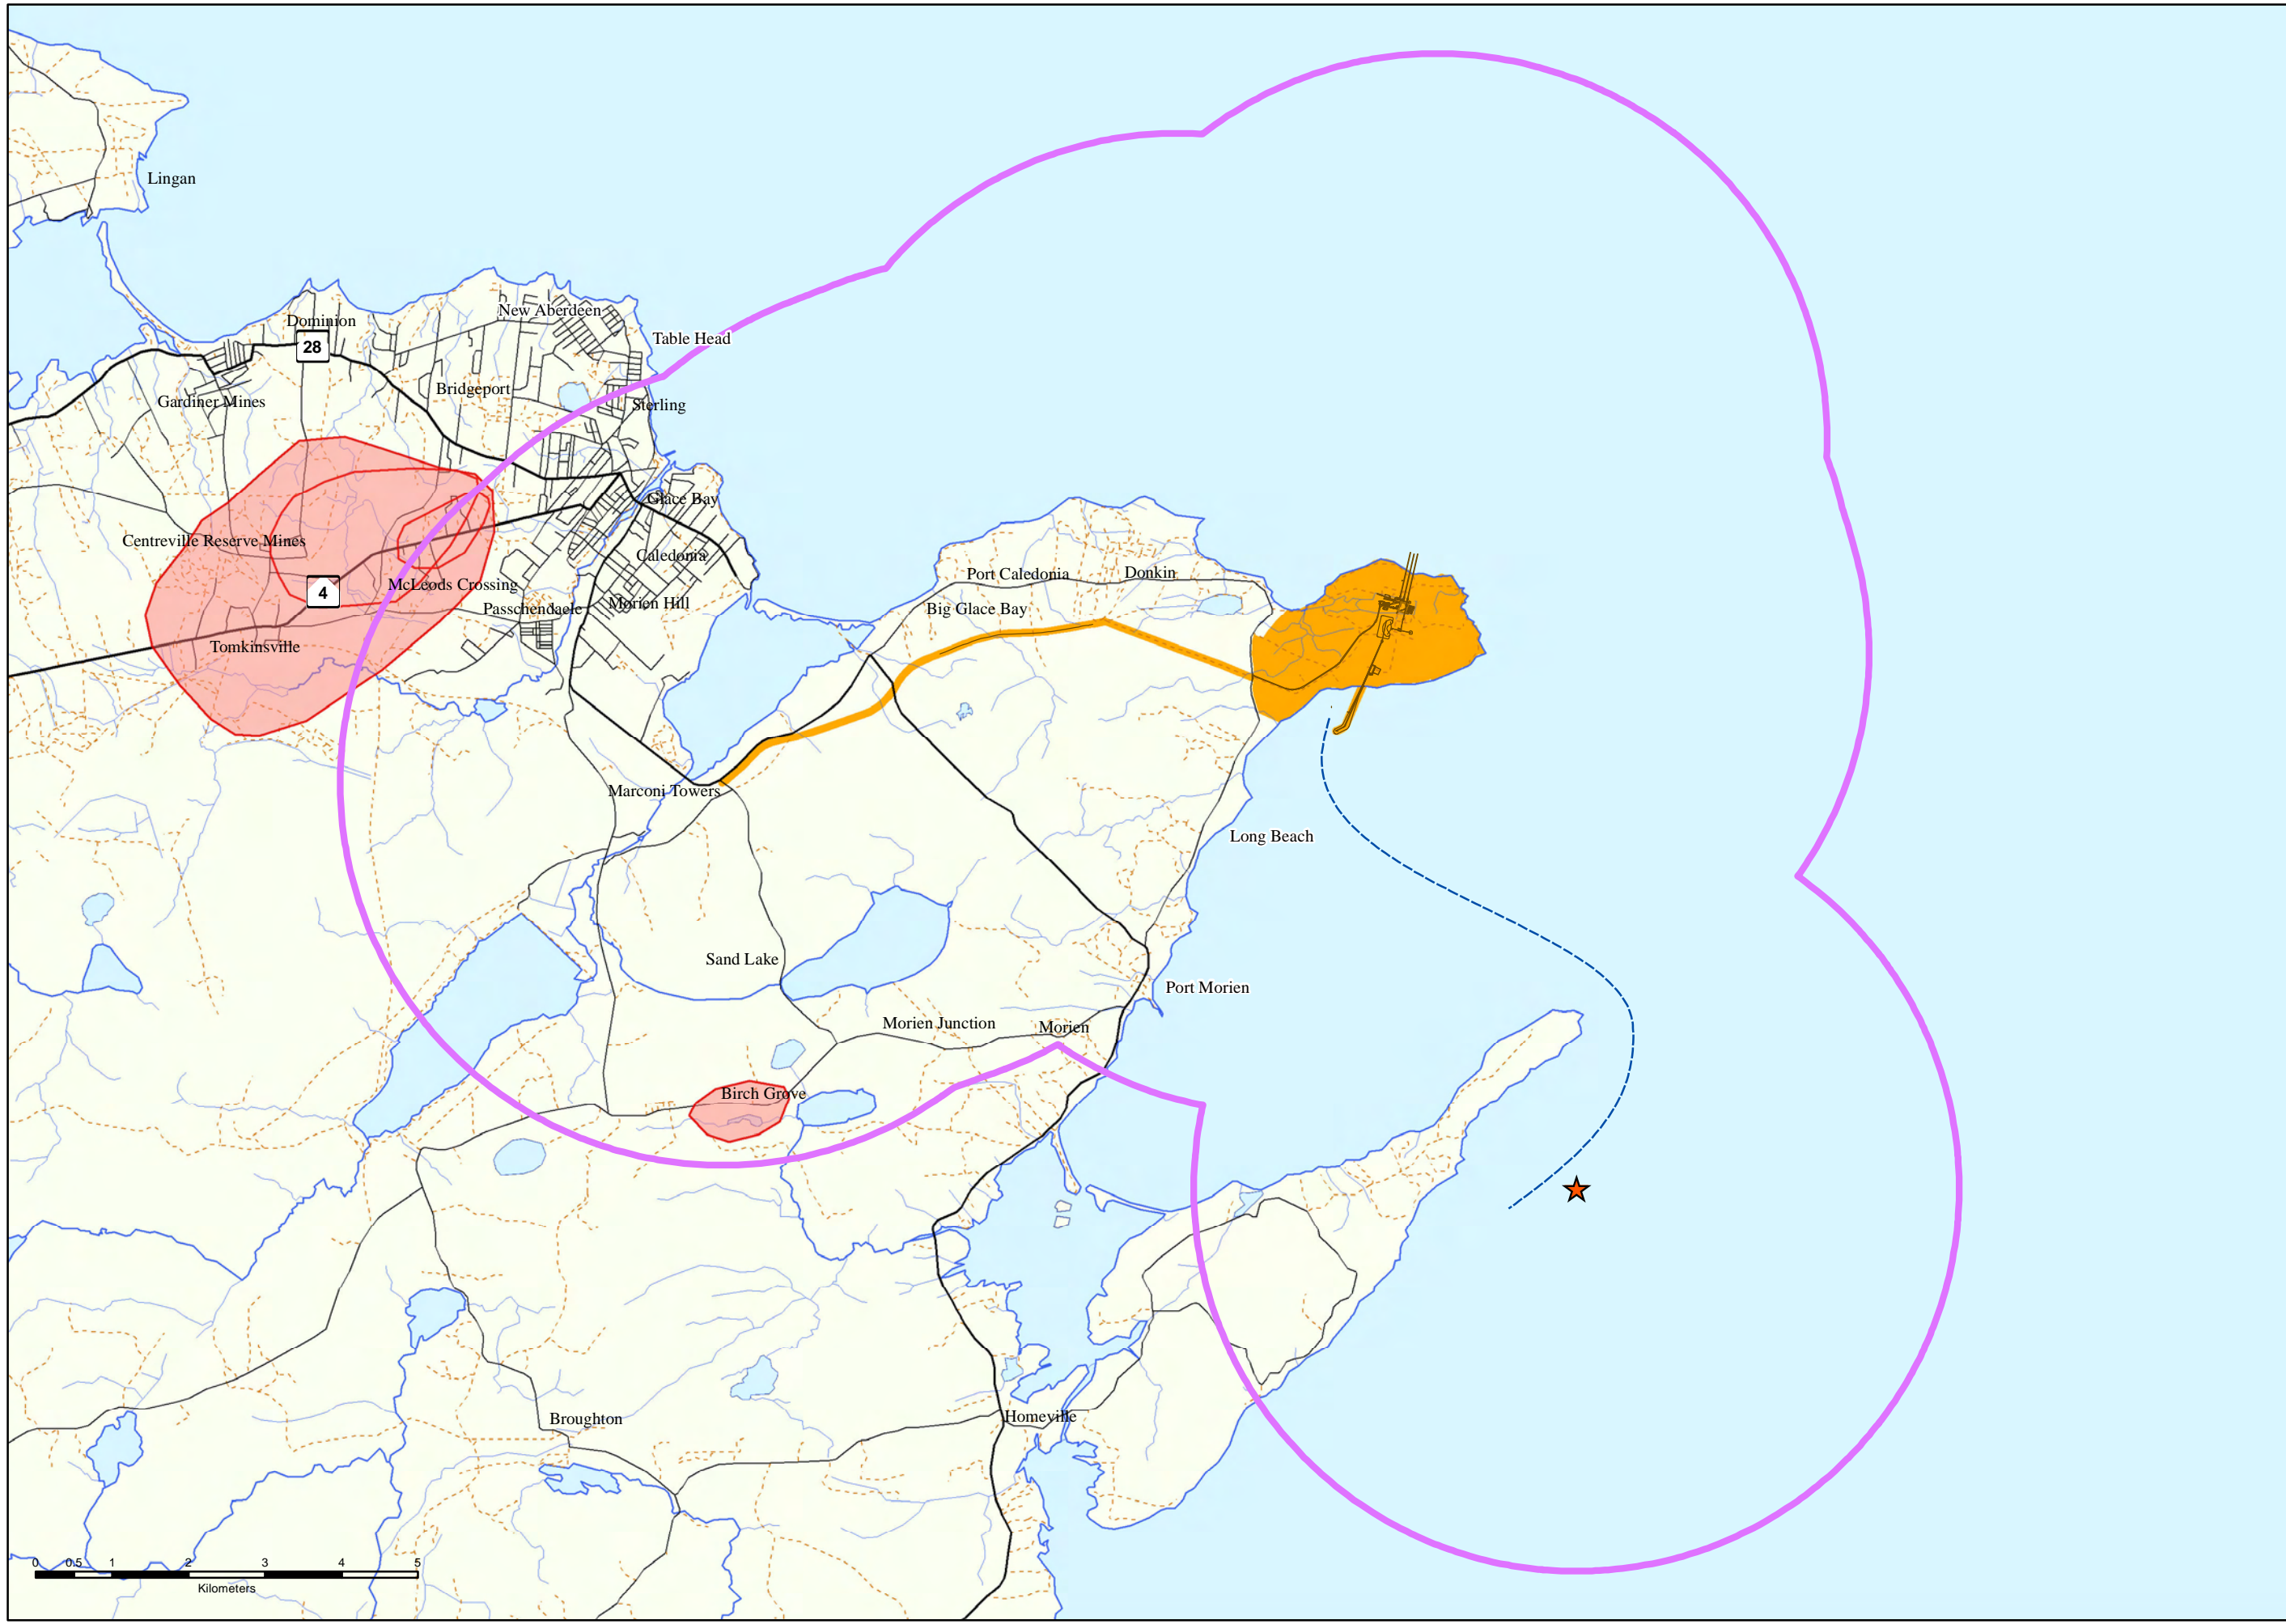 Lingan
New Aberdeen
Dominion
28
Table Head
Bridgeport
Gardiner Mines
Sterling
Glace Bay
Centreville Reserve Mines
Caledonia
Port Caledonia
Donkin
McLeods Crossing
4
Passchendaele
Morien Hill
Big Glace Bay
Tomkinsville
Marconi Towers
Long Beach
Sand Lake
Port Morien
Morien Junction
Morien
Birch Grove
Broughton
Homeville
0 0.5 1 2 3 4 5
Kilometers